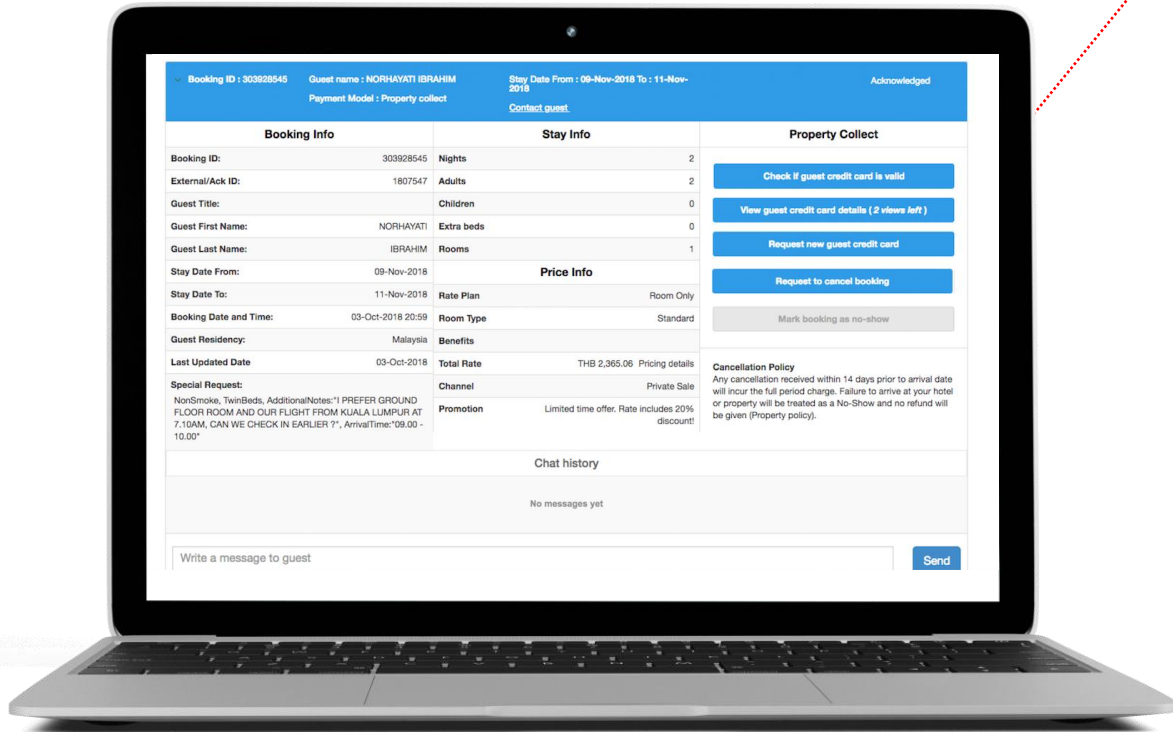 Booking ID : 303928545
Guest name : NORHAYATI IBRAHIM
Payment Model : Property collect
Stay Date From : 09-Nov-2018 To : 11-Nov-
2018
Contact guest
Acknowledged
Booking Info
Booking ID: 303928545
External/Ack ID: 1807547
Guest Title:
Guest First Name: NORHAYATI
Guest Last Name: IBRAHIM
Stay Date From: 09-Nov-2018
Stay Date To: 11-Nov-2018
Booking Date and Time: 03-Oct-2018 20:59
Guest Residency: Malaysia
Last Updated Date 03-Oct-2018
Special Request:
NonSmoke, TwinBeds, AdditionalNotes:"I PREFER GROUND
FLOOR ROOM AND OUR FLIGHT FROM KUALA LUMPUR AT
7.10AM, CAN WE CHECK IN EARLIER ?", ArrivalTime:"09.00 -
10.00"
Stay Info
Nights 2
Adults 2
Children 0
Extra beds 0
Rooms 1
Price Info
Rate Plan Room Only
Room Type Standard
Benefits
Total Rate THB 2,365.06 Pricing details
Channel Private Sale
Promotion Limited time offer. Rate includes 20%
discount!
Property Collect
Check if guest credit card is valid
View guest credit card details ( 2 views left )
Request new guest credit card
Request to cancel booking
Mark booking as no-show
Cancellation Policy
Any cancellation received within 14 days prior to arrival date
will incur the full period charge. Failure to arrive at your hotel
or property will be treated as a No-Show and no refund will
be given (Property policy).
Chat history
No messages yet
Write a message to guest
Send